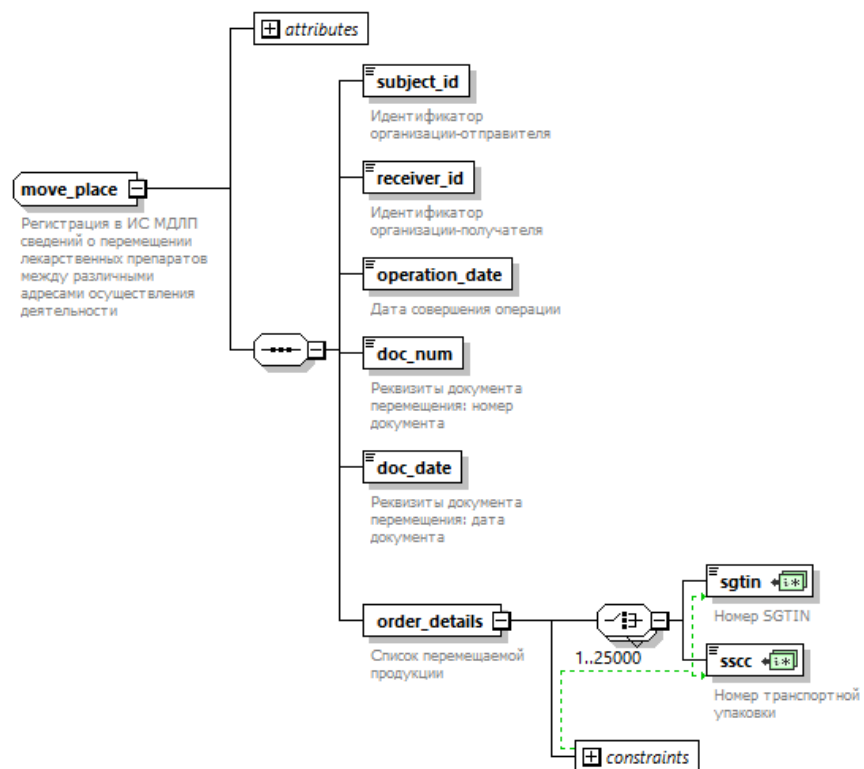 attributes
subject_id
Идентификатор
организации-отправителя
move_place
Регистрация в ИС МДЛП
сведений о перемещении
лекарственных препаратов
между различными
адресами осуществления
деятельности
receiver_id
Идентификатор
организации-получателя
operation_date
Дата совершения операции
doc_num
Реквизиты документа
перемещения: номер
документа
doc_date
Реквизиты документа
перемещения: дата
документа
order_details
Список перемещаемой
продукции
1..25000
sgtin
Номер SGTIN
sscc
Номер транспортной
упаковки
constraints